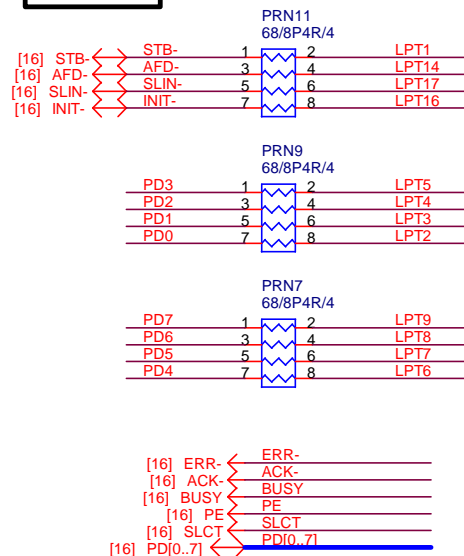 PRN11
68/8P4R/4
[16] STB- STB- 1 2 LPT1
[16] AFD- AFD- 3 4 LPT14
[16] SLIN- SLIN- 5 6 LPT17
[16] INIT- INIT- 7 8 LPT16
PRN9
68/8P4R/4
PD3 1 2 LPT5
PD2 3 4 LPT4
PD1 5 6 LPT3
PD0 7 8 LPT2
PRN7
68/8P4R/4
PD7 1 2 LPT9
PD6 3 4 LPT8
PD5 5 6 LPT7
PD4 7 8 LPT6
[16] ERR- ERR-
[16] ACK- ACK-
[16] BUSY BUSY
[16] PE PE
[16] SLCT SLCT
[16] PD[0..7] PD[0..7]